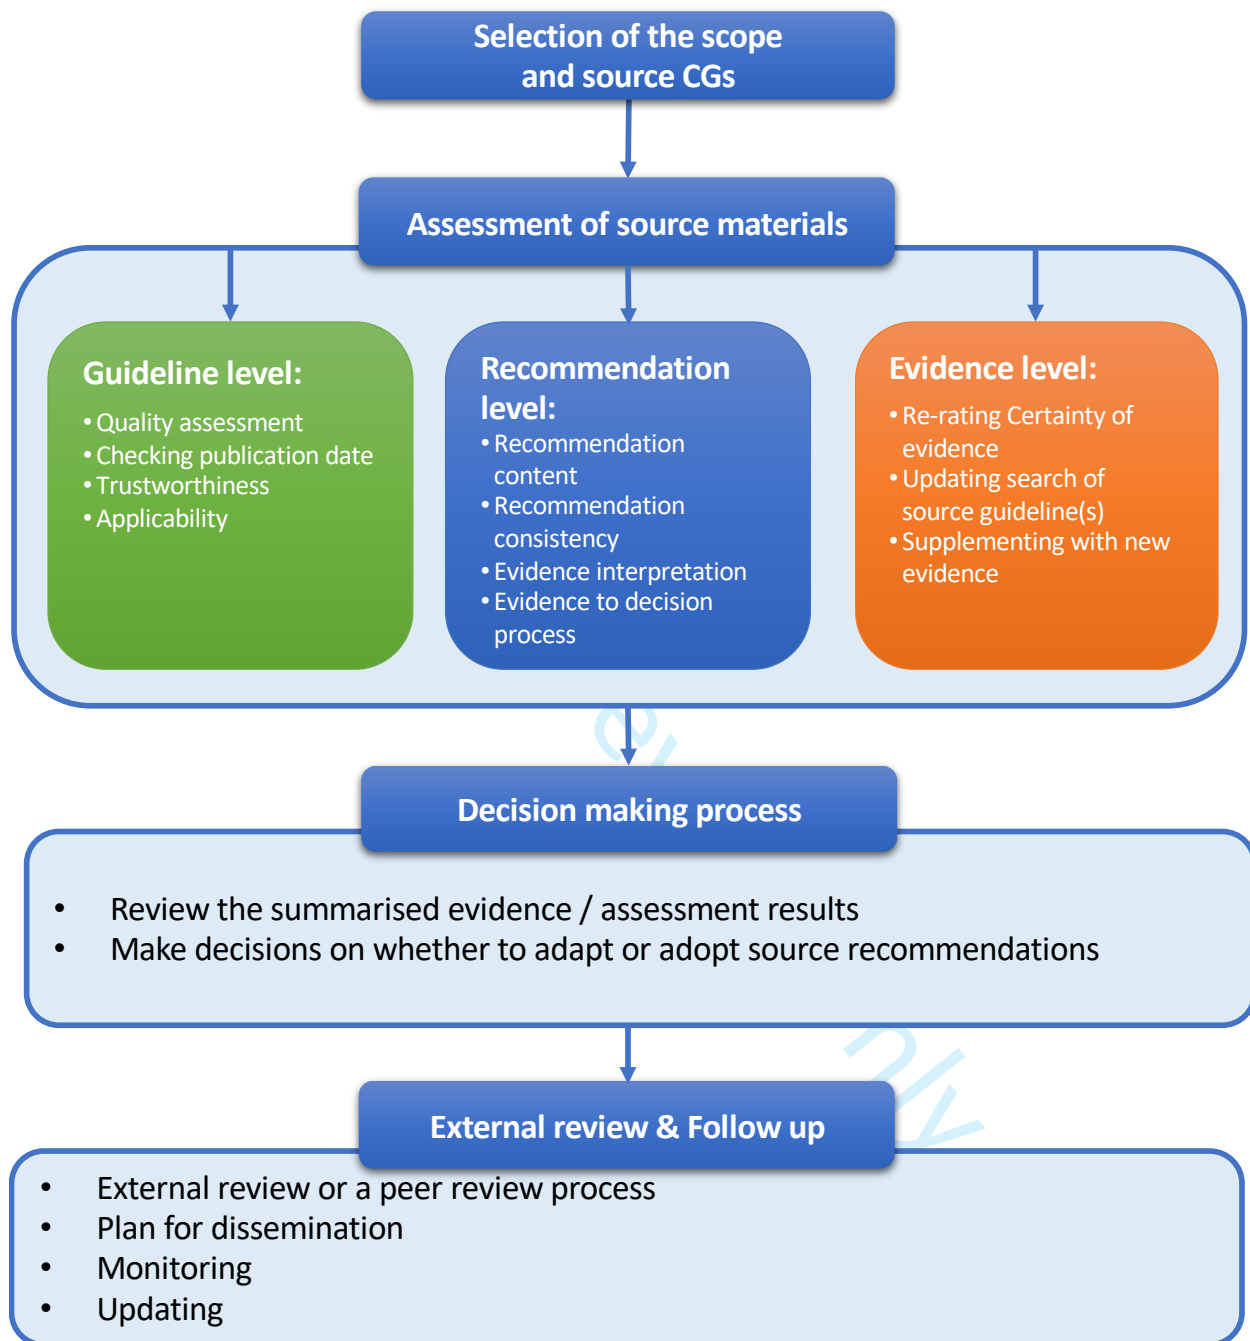 Selection of the scope
and source CGs
Assessment of source materials
Guideline level:
• Quality assessment
• Checking publication date
• Trustworthiness
• Applicability
Recommendation
level:
• Recommendation
content
• Recommendation
consistency
• Evidence interpretation
• Evidence to decision
process
Evidence level:
• Re-rating Certainty of
evidence
• Updating search of
source guideline(s)
• Supplementing with new
evidence
Decision making process
• Review the summarised evidence / assessment results
• Make decisions on whether to adapt or adopt source recommendations
External review & Follow up
• External review or a peer review process
• Plan for dissemination
• Monitoring
• Updating